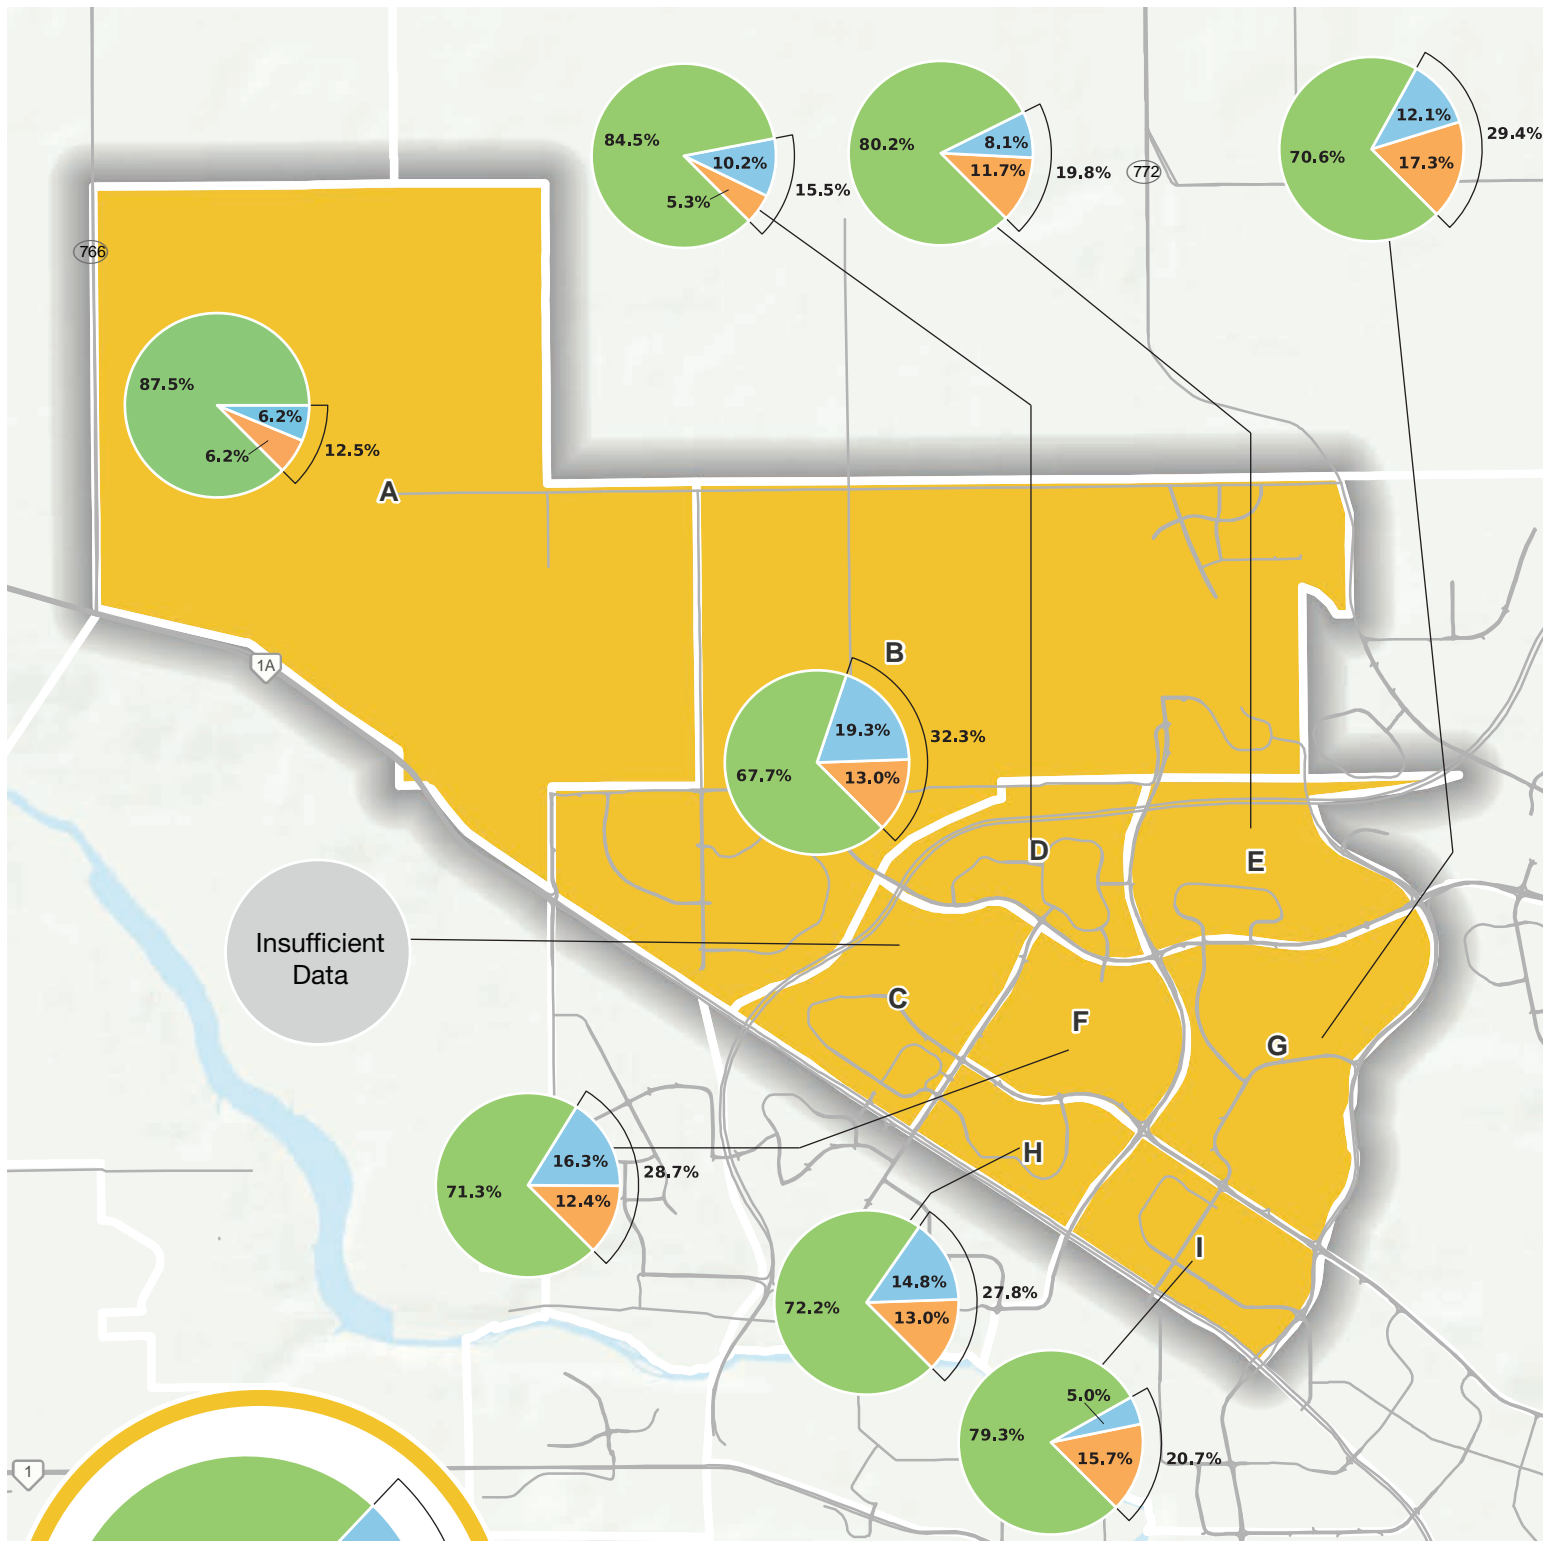 84.5%
10.2%
5.3%
15.5%
80.2%
8.1%
11.7%
19.8%
772
70.6%
12.1%
17.3%
29.4%
766
87.5%
6.2%
6.2%
12.5%
A
1A
B
67.7%
19.3%
13.0%
32.3%
D
E
Insufficient
Data
C
F
G
71.3%
16.3%
12.4%
28.7%
H
72.2%
14.8%
13.0%
27.8%
I
79.3%
5.0%
15.7%
20.7%
1